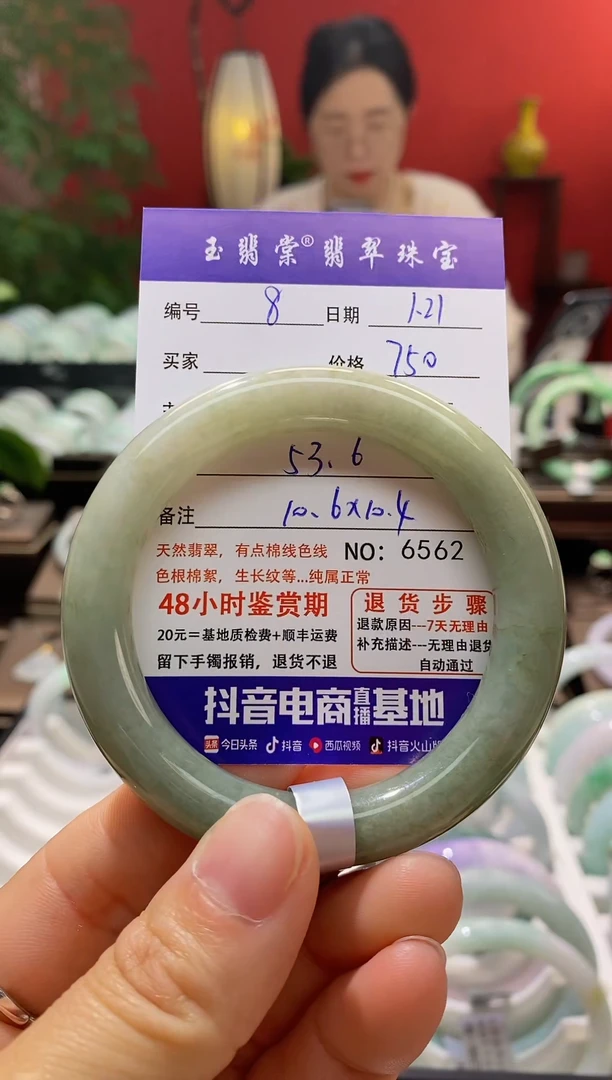 玉翡棠®翡翠珠宝
编号 8 日期 1.21
买家 价格 750
53.6
备注 10.6x10.4
天然翡翠，有点棉线色线 NO：6562
色根棉絮，生长纹等...纯属正常
48小时鉴赏期
20元=基地质检费+顺丰运费
留下手镯报销，退货不退
退货步骤
退款原因---7天无理由
补充描述---无理由退货
自动通过
抖音电商直播基地
头条 今日头条 抖音 西瓜视频 抖音火山版